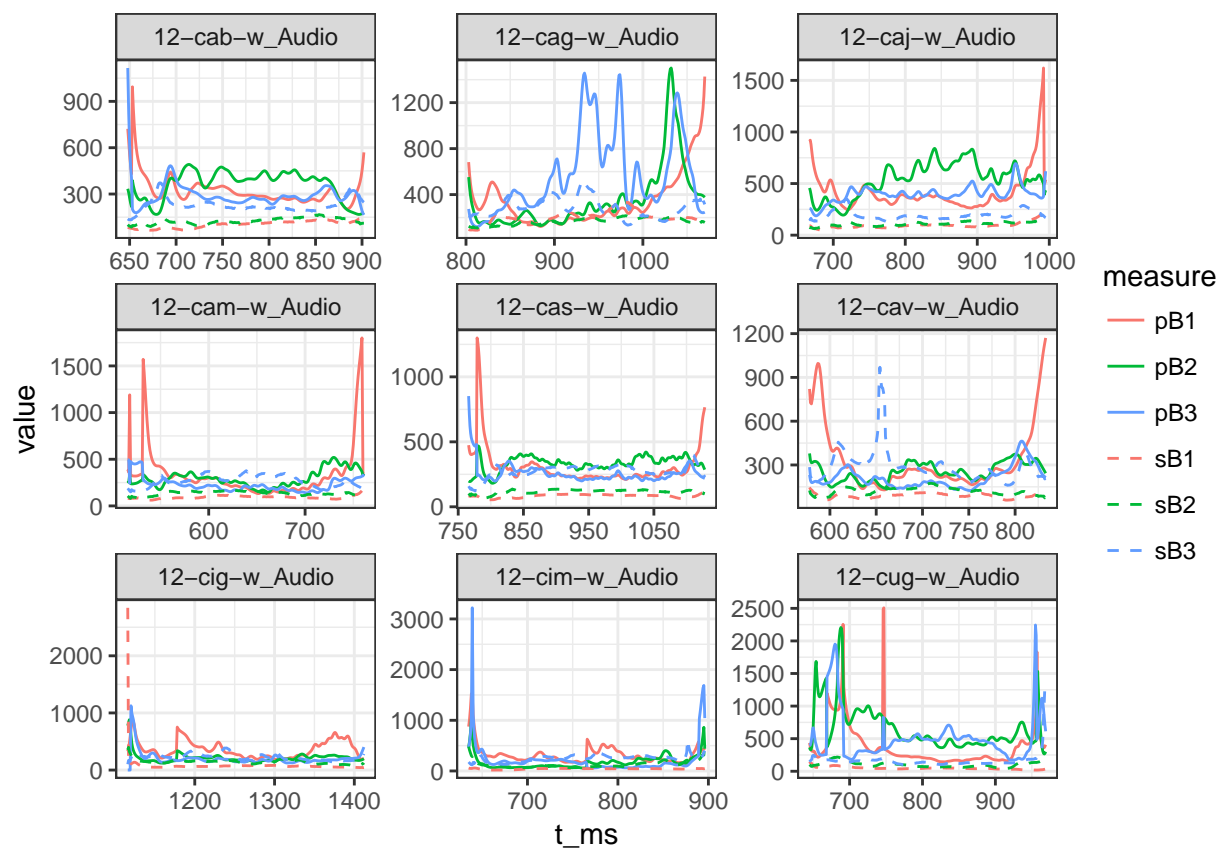 12−cab−w_Audio
12−cag−w_Audio
12−caj−w_Audio
900
600
300
650 700 750 800 850 900
1200
800
400
800 900 1000
1500
1000
500
0
700 800 900 1000
12−cam−w_Audio
12−cas−w_Audio
12−cav−w_Audio
1500
1000
500
0
600 700
1000
500
0
750 850 950 1050
1200
900
600
300
600 650 700 750 800
12−cig−w_Audio
12−cim−w_Audio
12−cug−w_Audio
2000
1000
0
1200 1300 1400
3000
2000
1000
0
700 800 900
2500
2000
1500
1000
500
0
700 800 900
t_ms
value
measure
pB1
pB2
pB3
sB1
sB2
sB3